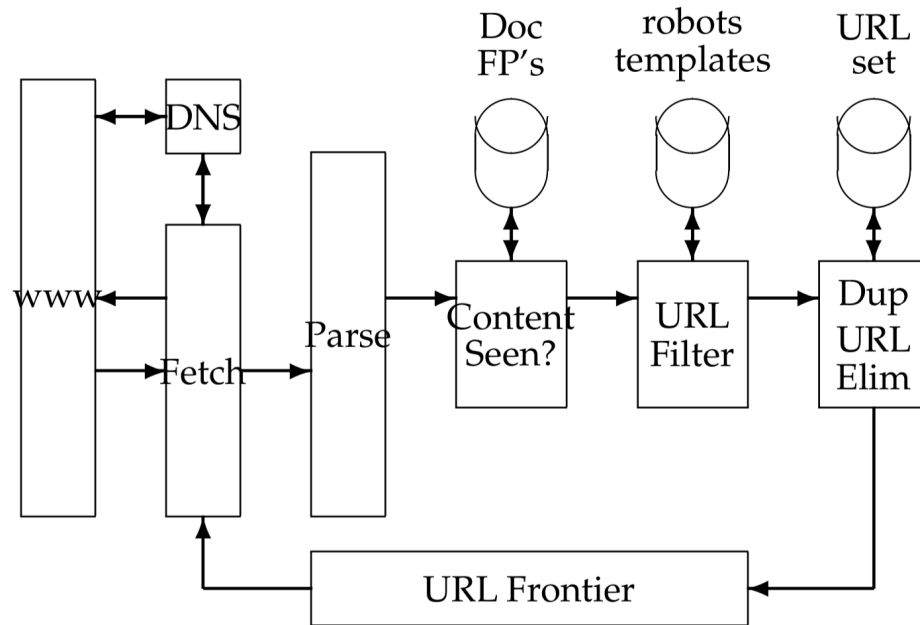 Doc
FP's
robots
templates
URL
set
DNS
www
Fetch
Parse
Content
Seen?
URL
Filter
Dup
URL
Elim
URL Frontier